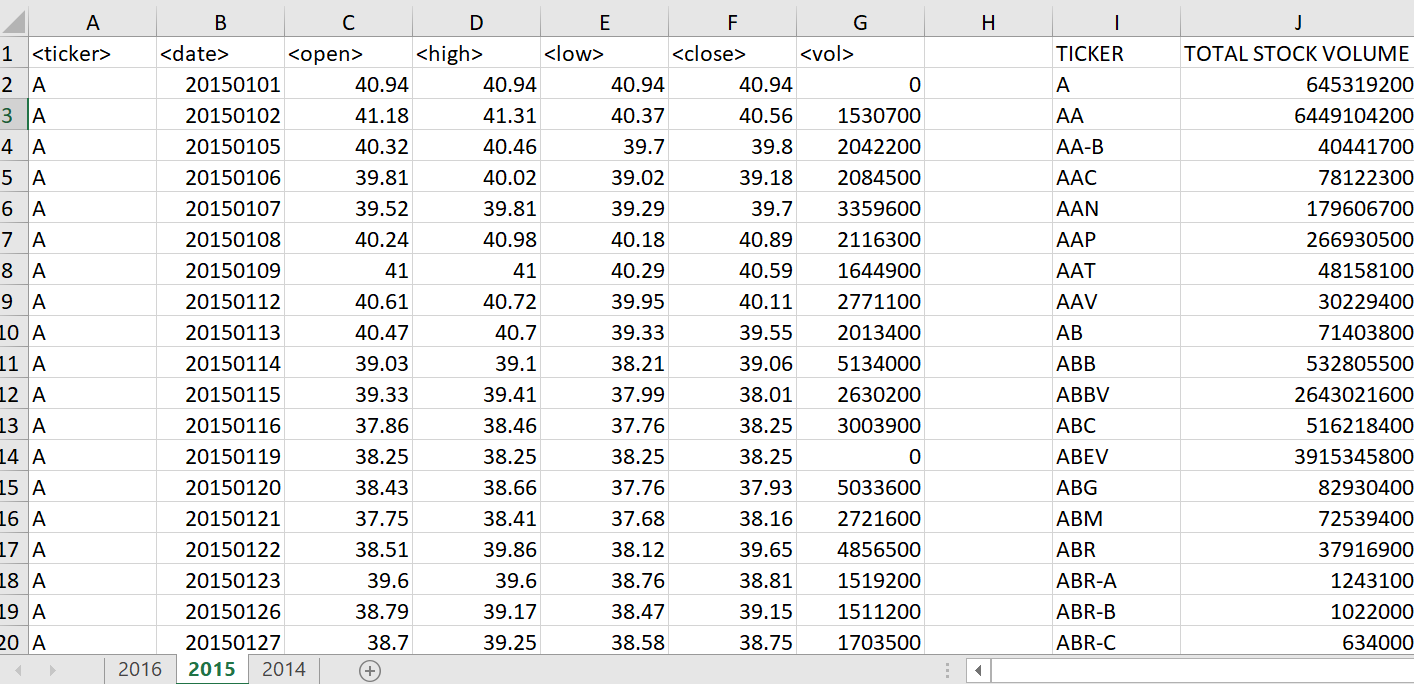 A B C D E F G H I J
1 <ticker> <date> <open> <high> <low> <close> <vol> TICKER TOTAL STOCK VOLUME
2 A 20150101 40.94 40.94 40.94 40.94 0 A 645319200
3 A 20150102 41.18 41.31 40.37 40.56 1530700 AA 6449104200
4 A 20150105 40.32 40.46 39.7 39.8 2042200 AA-B 40441700
5 A 20150106 39.81 40.02 39.02 39.18 2084500 AAC 78122300
6 A 20150107 39.52 39.81 39.29 39.7 3359600 AAN 179606700
7 A 20150108 40.24 40.98 40.18 40.89 2116300 AAP 266930500
8 A 20150109 41 41 40.29 40.59 1644900 AAT 48158100
9 A 20150112 40.61 40.72 39.95 40.11 2771100 AAV 30229400
10 A 20150113 40.47 40.7 39.33 39.55 2013400 AB 71403800
11 A 20150114 39.03 39.1 38.21 39.06 5134000 ABB 532805500
12 A 20150115 39.33 39.41 37.99 38.01 2630200 ABBV 2643021600
13 A 20150116 37.86 38.46 37.76 38.25 3003900 ABC 516218400
14 A 20150119 38.25 38.25 38.25 38.25 0 ABEV 3915345800
15 A 20150120 38.43 38.66 37.76 37.93 5033600 ABG 82930400
16 A 20150121 37.75 38.41 37.68 38.16 2721600 ABM 72539400
17 A 20150122 38.51 39.86 38.12 39.65 4856500 ABR 37916900
18 A 20150123 39.6 39.6 38.76 38.81 1519200 ABR-A 1243100
19 A 20150126 38.79 39.17 38.47 39.15 1511200 ABR-B 1022000
20 A 20150127 38.7 39.25 38.58 38.75 1703500 ABR-C 634000
2016 2015 2014